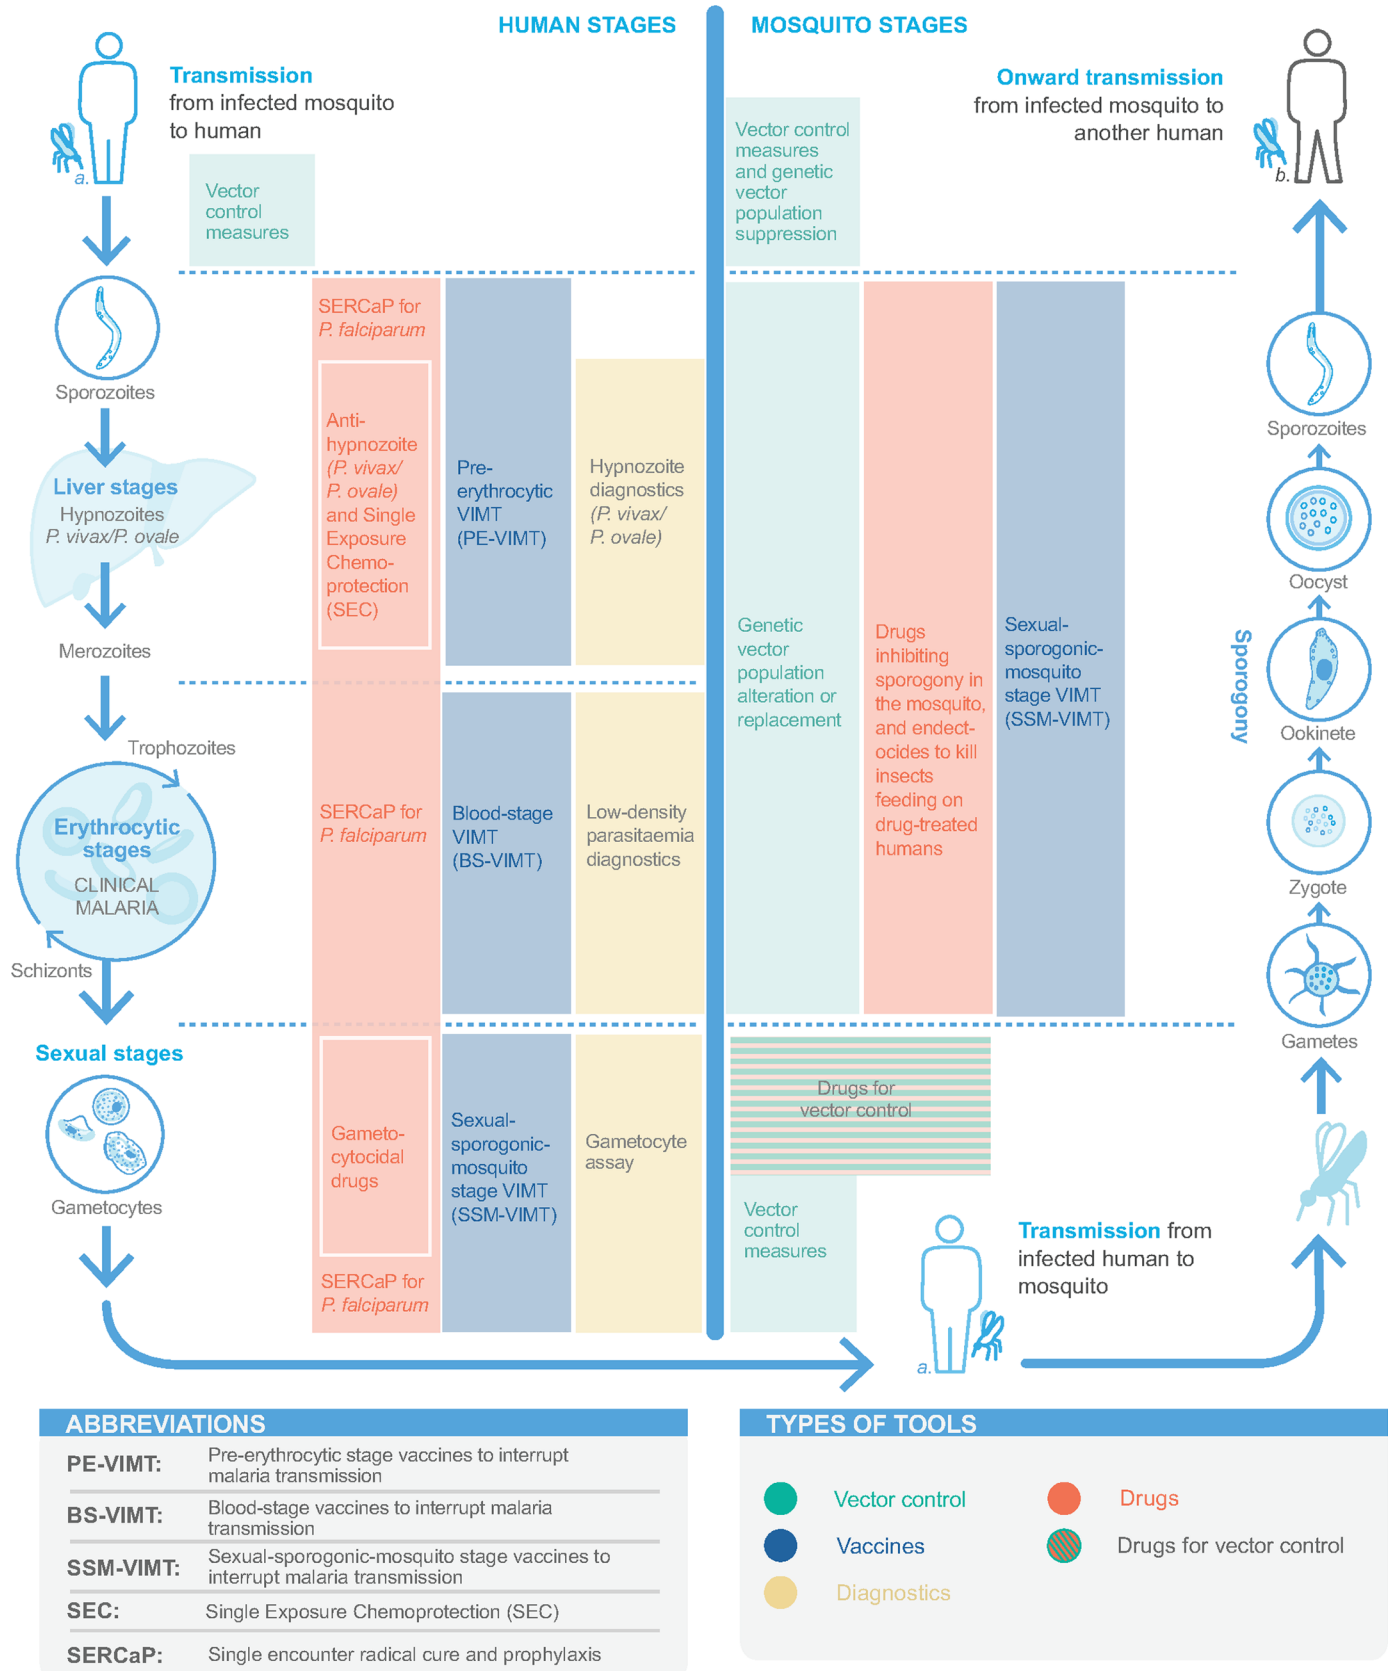 HUMAN STAGES
MOSQUITO STAGES
Transmission
from infected mosquito
to human
a.
Vector
control
measures
Sporozoites
Liver stages
Hypnozoites
P. vivax/P. ovale
Merozoites
Trophozoites
Erythrocytic
stages
CLINICAL
MALARIA
Schizonts
Sexual stages
Gametocytes
SERCaP for
P. falciparum
Anti-
hypnozoite
(P. vivax/
P. ovale)
and Single
Exposure
Chemo-
protection
(SEC)
SERCaP for
P. falciparum
Gameto-
cytocidal
drugs
SERCaP for
P. falciparum
Pre-
erythrocytic
VIMT
(PE-VIMT)
Blood-stage
VIMT
(BS-VIMT)
Sexual-
sporogonic-
mosquito
stage VIMT
(SSM-VIMT)
Hypnozoite
diagnostics
(P. vivax/
P. ovale)
Low-density
parasitaemia
diagnostics
Gametocyte
assay
Vector control
measures
and genetic
vector
population
suppression
Genetic
vector
population
alteration or
replacement
Drugs
inhibiting
sporogony in
the mosquito,
and endect-
ocides to kill
insects
feeding on
drug-treated
humans
Sexual-
sporogonic-
mosquito
stage VIMT
(SSM-VIMT)
Drugs for
vector control
Vector
control
measures
a.
Transmission from
infected human to
mosquito
Onward transmission
from infected mosquito to
another human
b.
Sporozoites
Oocyst
Ookinete
Zygote
Gametes
Sporogony
ABBREVIATIONS
PE-VIMT: Pre-erythrocytic stage vaccines to interrupt
malaria transmission
BS-VIMT: Blood-stage vaccines to interrupt malaria
transmission
SSM-VIMT: Sexual-sporogonic-mosquito stage vaccines to
interrupt malaria transmission
SEC: Single Exposure Chemoprotection (SEC)
SERCaP: Single encounter radical cure and prophylaxis
TYPES OF TOOLS
Vector control
Drugs
Vaccines
Drugs for vector control
Diagnostics